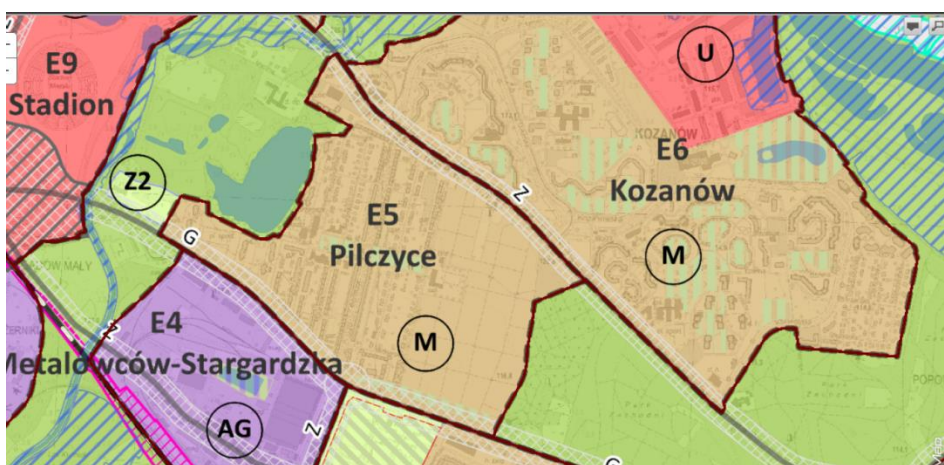 E9
Stadion
U
KOZANÓW
E6
Kozanów
Z2
Z
E5
Pilczyce
G
M
M
E4
Metalowców-Stargardzka
Z
AG
Z
G